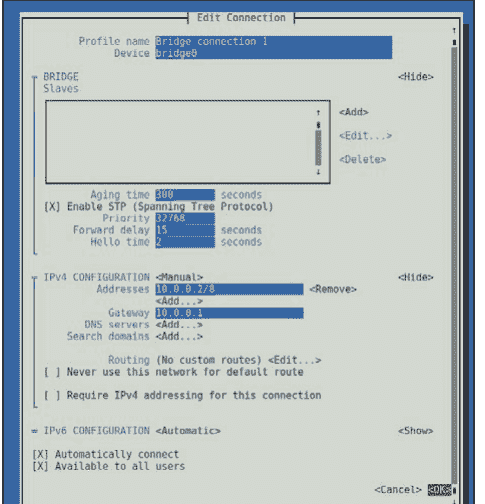 Edit Connection
Profile name Bridge connection 1
Device bridge0
BRIDGE <Hide>
Slaves
<Add>
<Edit...>
<Delete>
Aging time 300 seconds
[X] Enable STP (Spanning Tree Protocol)
Priority 32768
Forward delay 15 seconds
Hello time 2 seconds
IPv4 CONFIGURATION <Manual> <Hide>
Addresses 10.0.0.2/8 <Remove>
<Add...>
Gateway 10.0.0.1
DNS servers <Add...>
Search domains <Add...>
Routing (No custom routes) <Edit...>
[ ] Never use this network for default route
[ ] Require IPv4 addressing for this connection
IPv6 CONFIGURATION <Automatic> <Show>
[X] Automatically connect
[X] Available to all users
<Cancel> <OK>